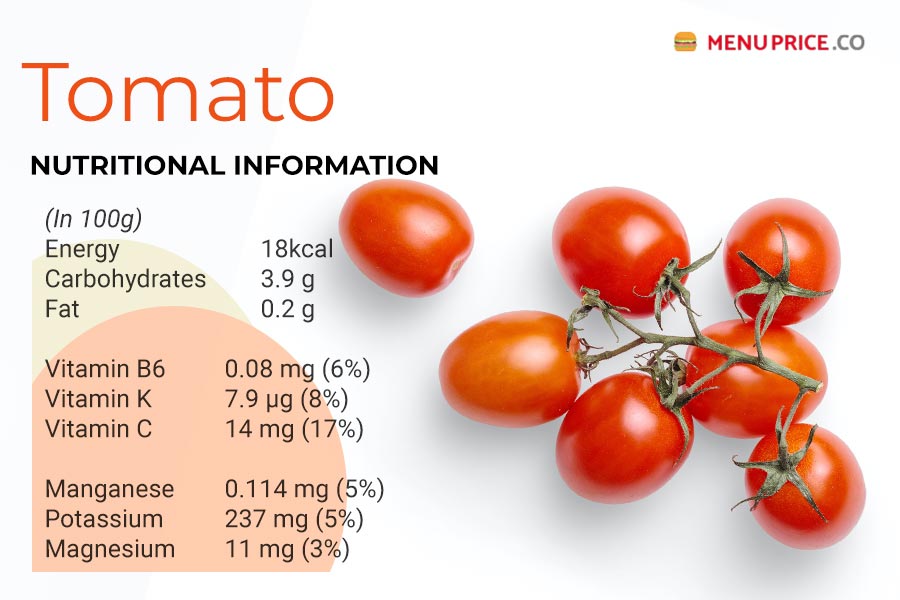 MENUPRICE.CO
Tomato
NUTRITIONAL INFORMATION
(In 100g)
Energy 18kcal
Carbohydrates 3.9 g
Fat 0.2 g
Vitamin B6 0.08 mg (6%)
Vitamin K 7.9 µg (8%)
Vitamin C 14 mg (17%)
Manganese 0.114 mg (5%)
Potassium 237 mg (5%)
Magnesium 11 mg (3%)